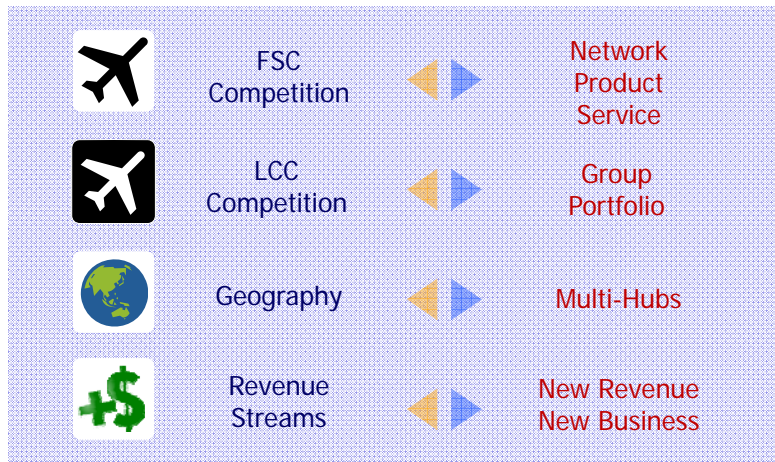 FSC
Competition
Network
Product
Service
LCC
Competition
Group
Portfolio
Geography
Multi-Hubs
+$
Revenue
Streams
New Revenue
New Business